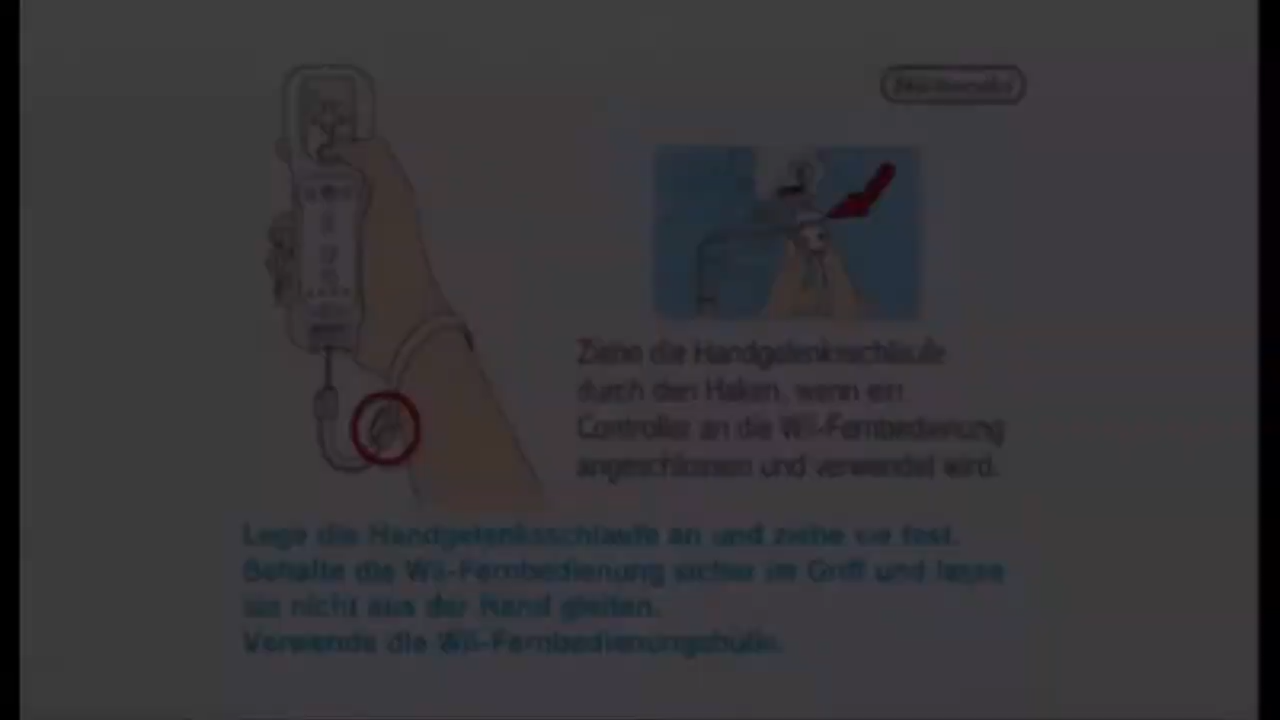 Nintendo
Ziehe die Handgelenksschlaufe
durch den Haken, wenn ein
Controller an die Wii-Fernbedienung
angeschlossen und verwendet wird.
Lege die Handgelenksschlaufe an und ziehe sie fest.
Behalte die Wii-Fernbedienung sicher im Griff und lasse
sie nicht aus der Hand gleiten.
Verwende die Wii-Fernbedienungshülle.